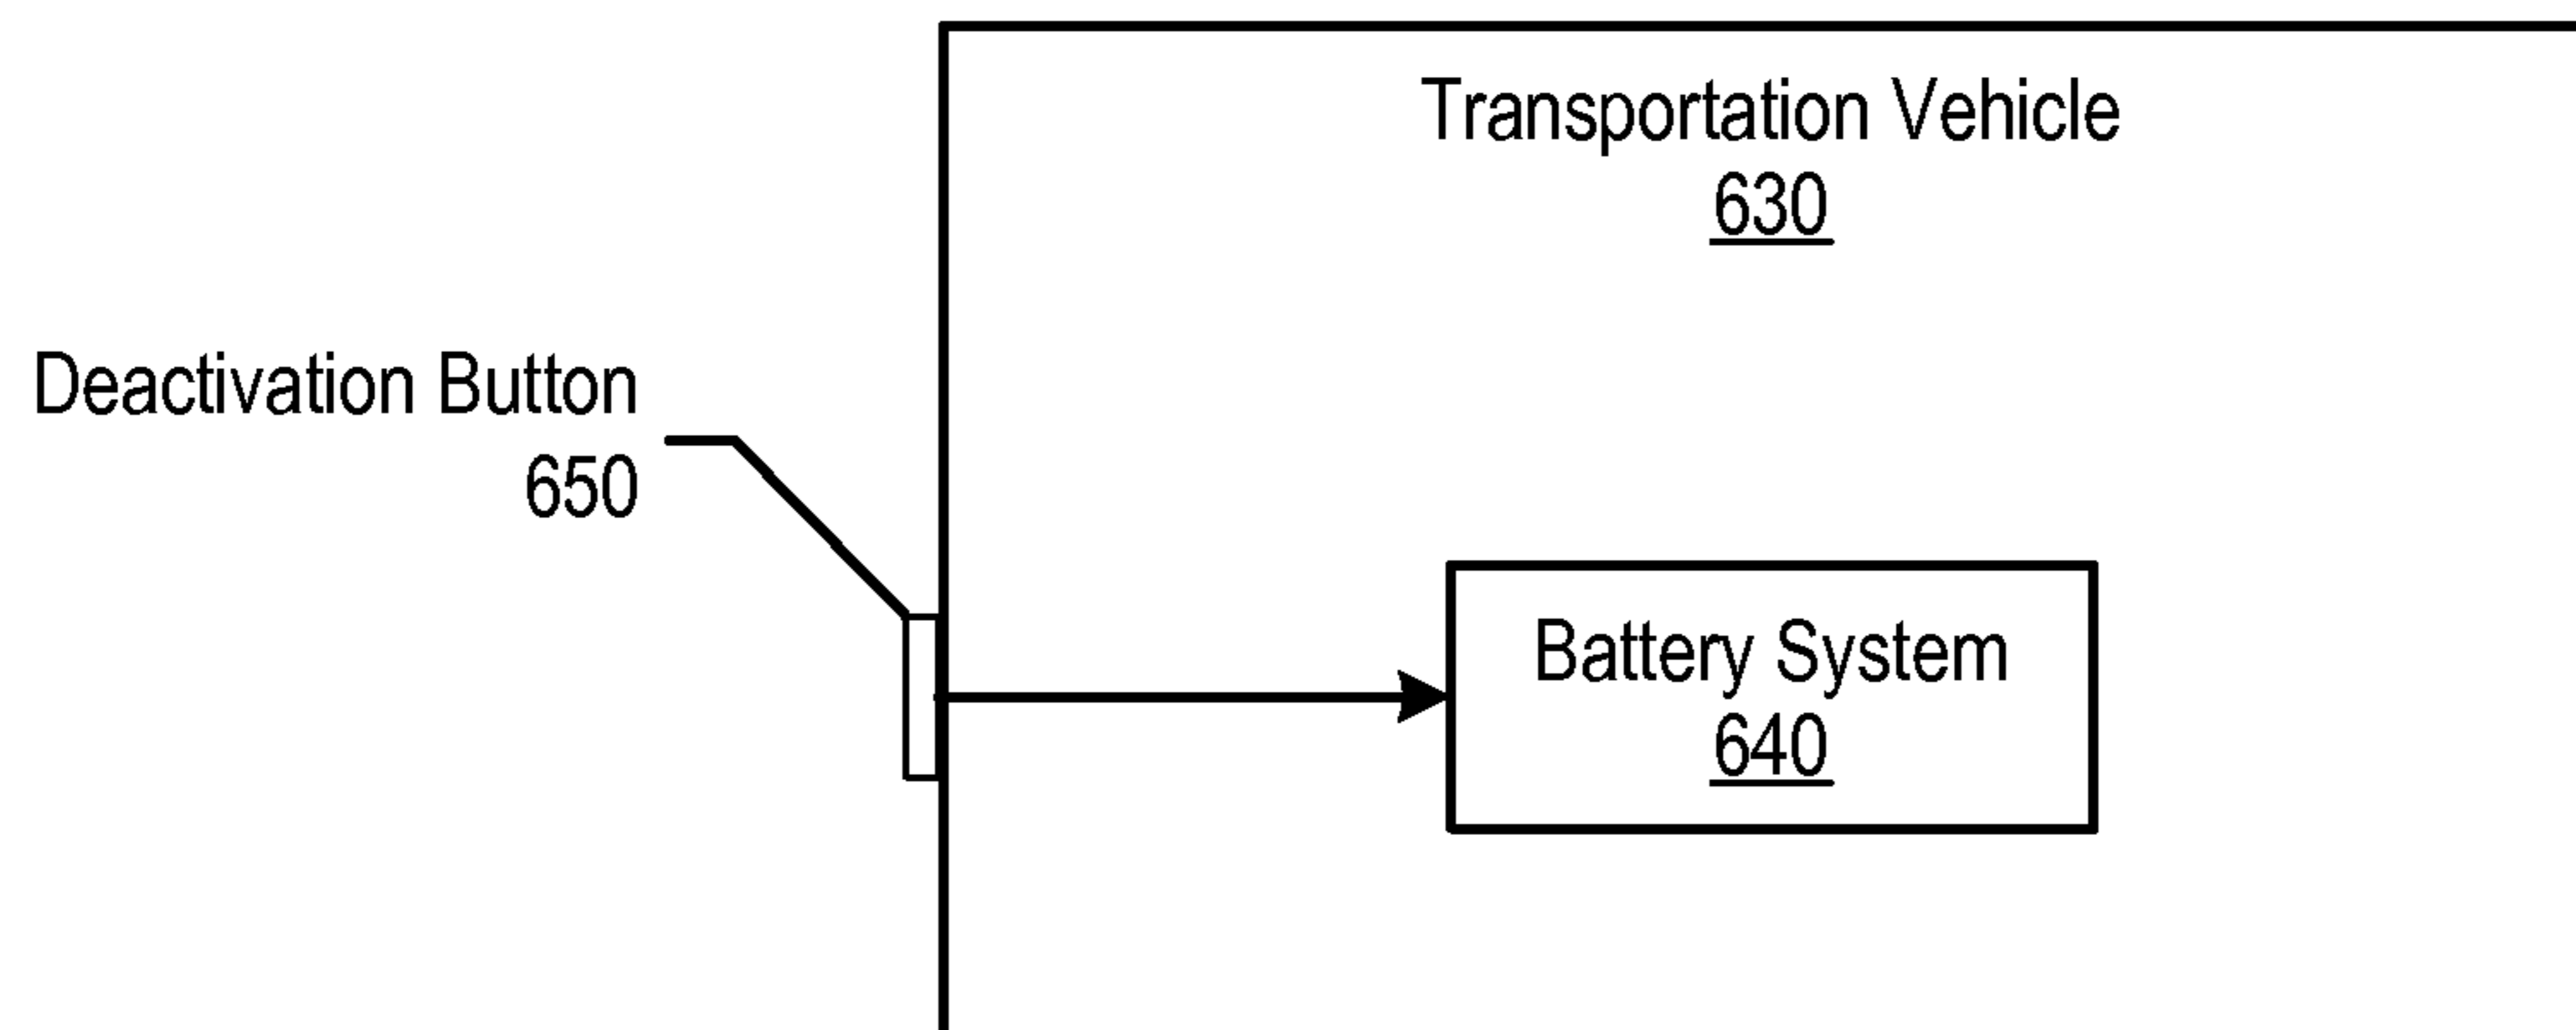 Transportation Vehicle
630
Deactivation Button
650
Battery System
640